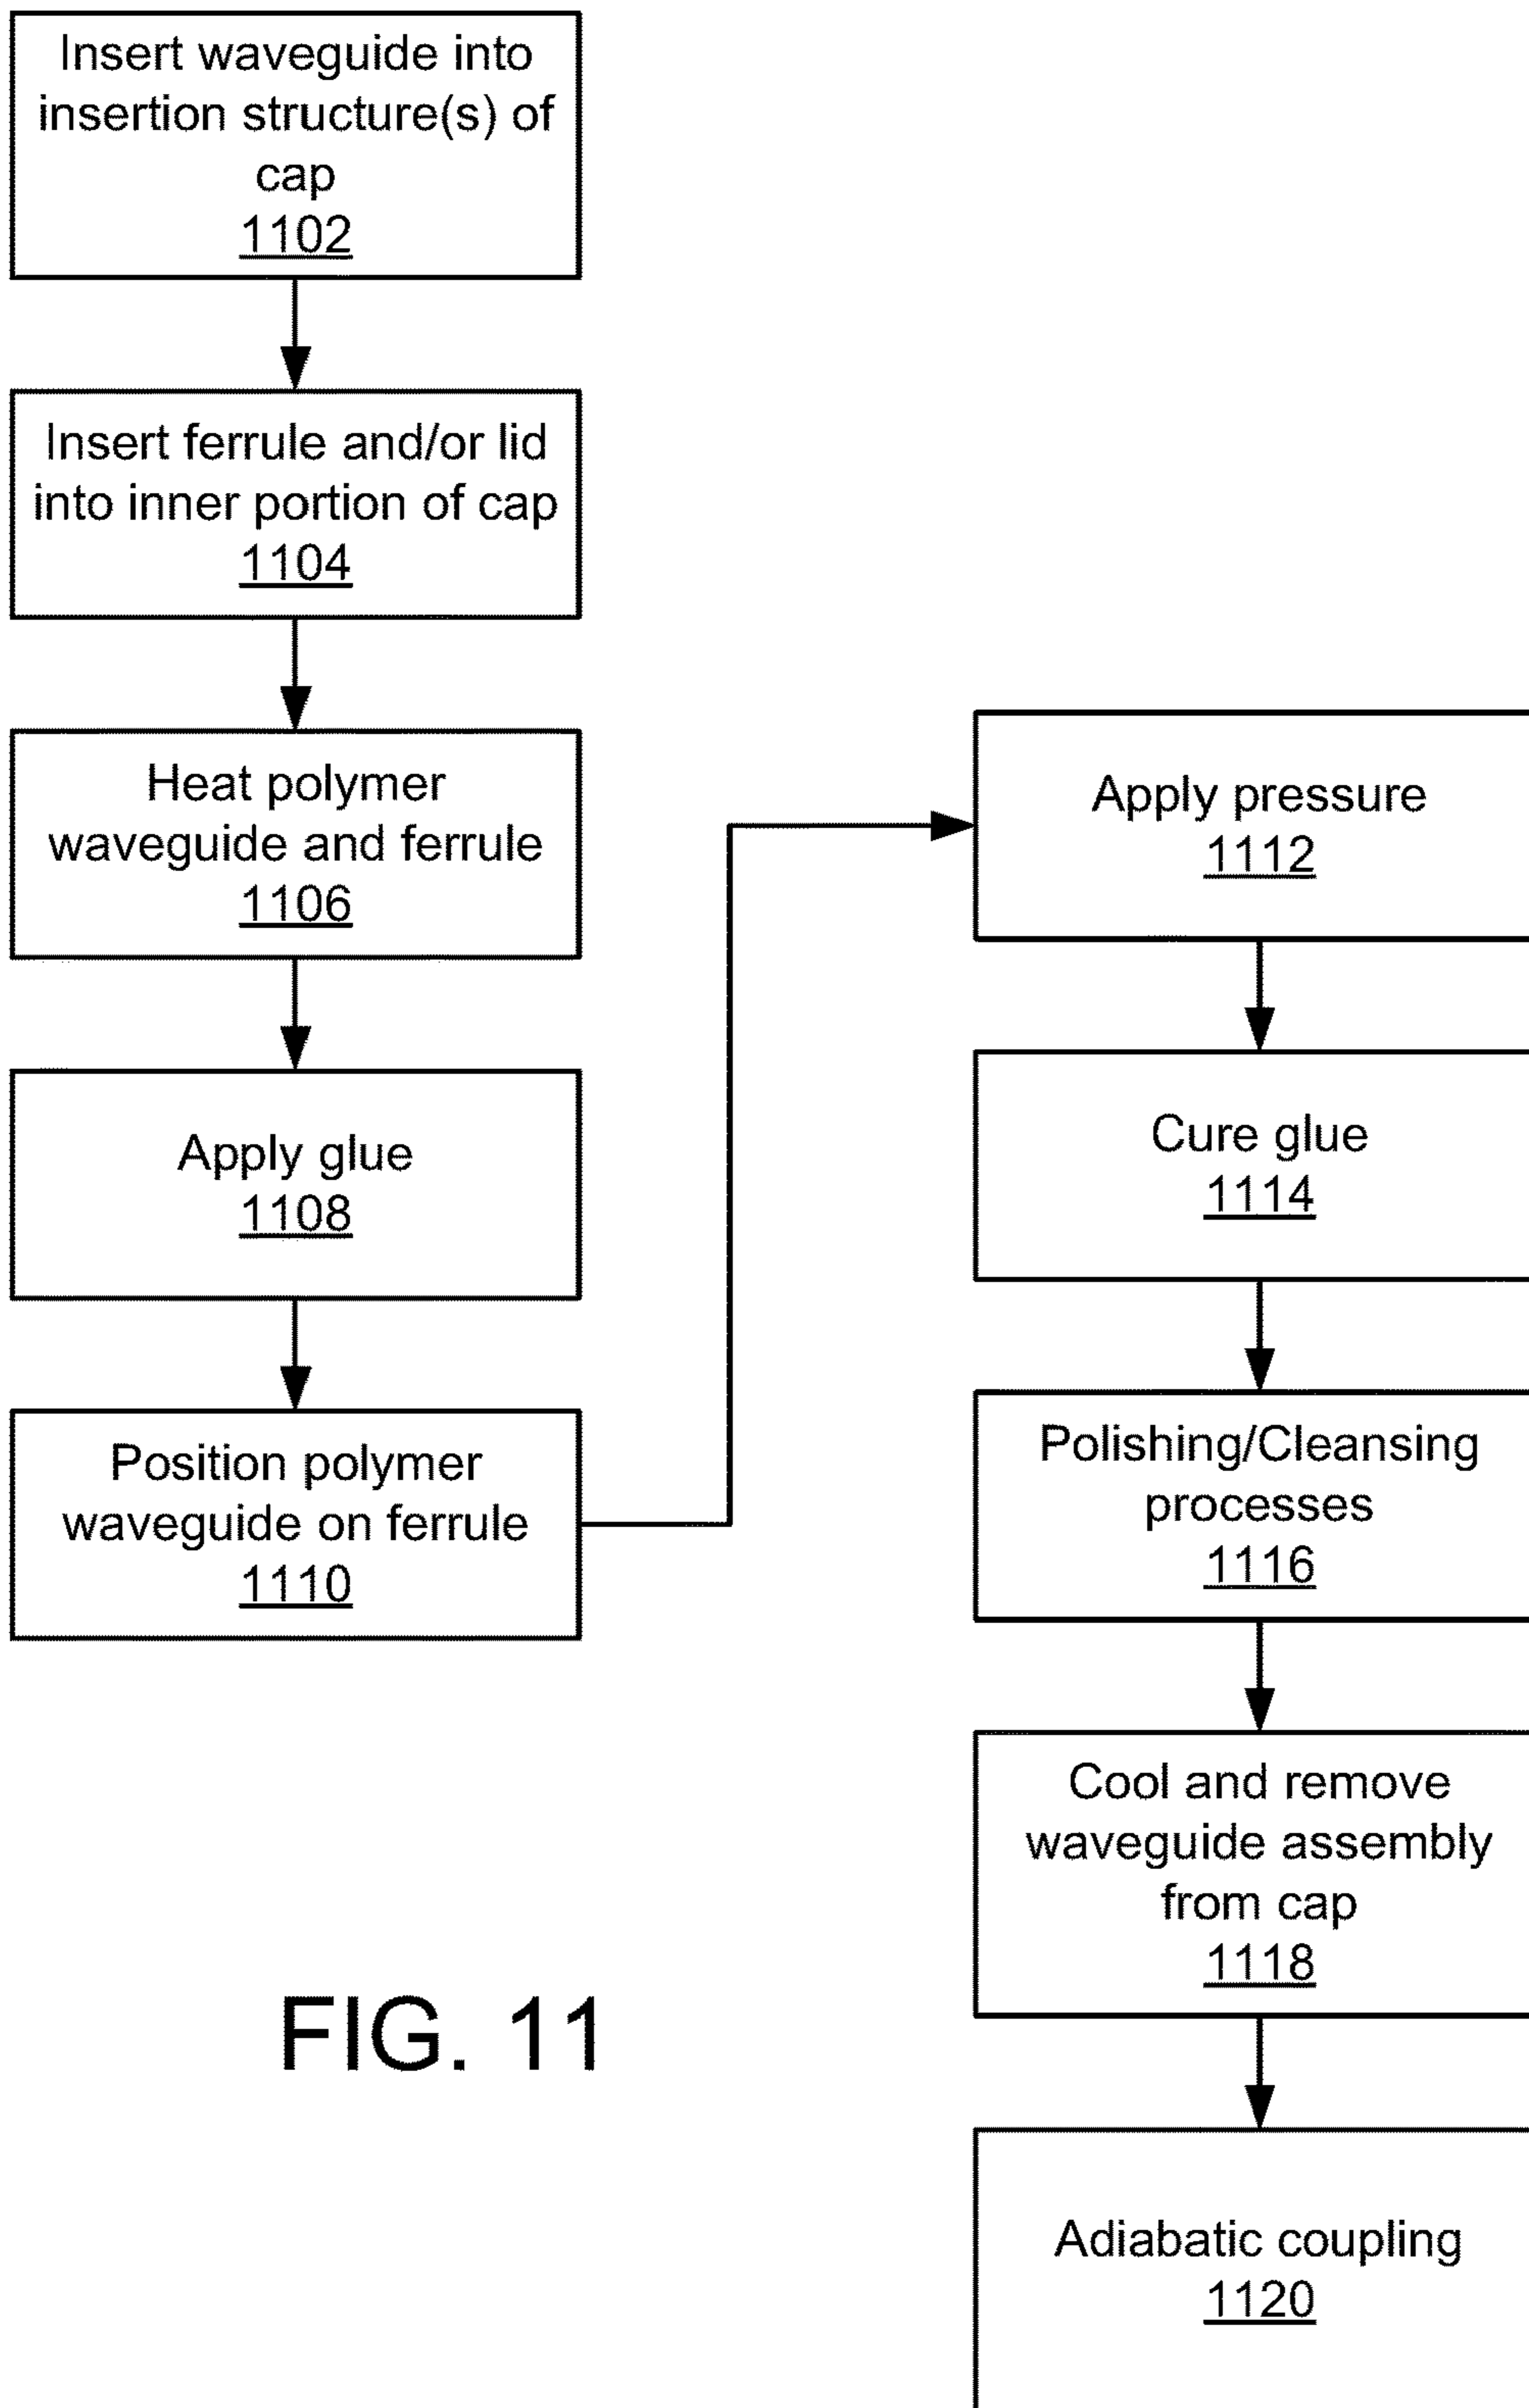 Insert waveguide into
insertion structure(s) of
cap
1102
Insert ferrule and/or lid
into inner portion of cap
1104
Heat polymer
waveguide and ferrule
1106
Apply glue
1108
Position polymer
waveguide on ferrule
1110
Apply pressure
1112
Cure glue
1114
Polishing/Cleansing
processes
1116
Cool and remove
waveguide assembly
from cap
1118
Adiabatic coupling
1120
FIG. 11